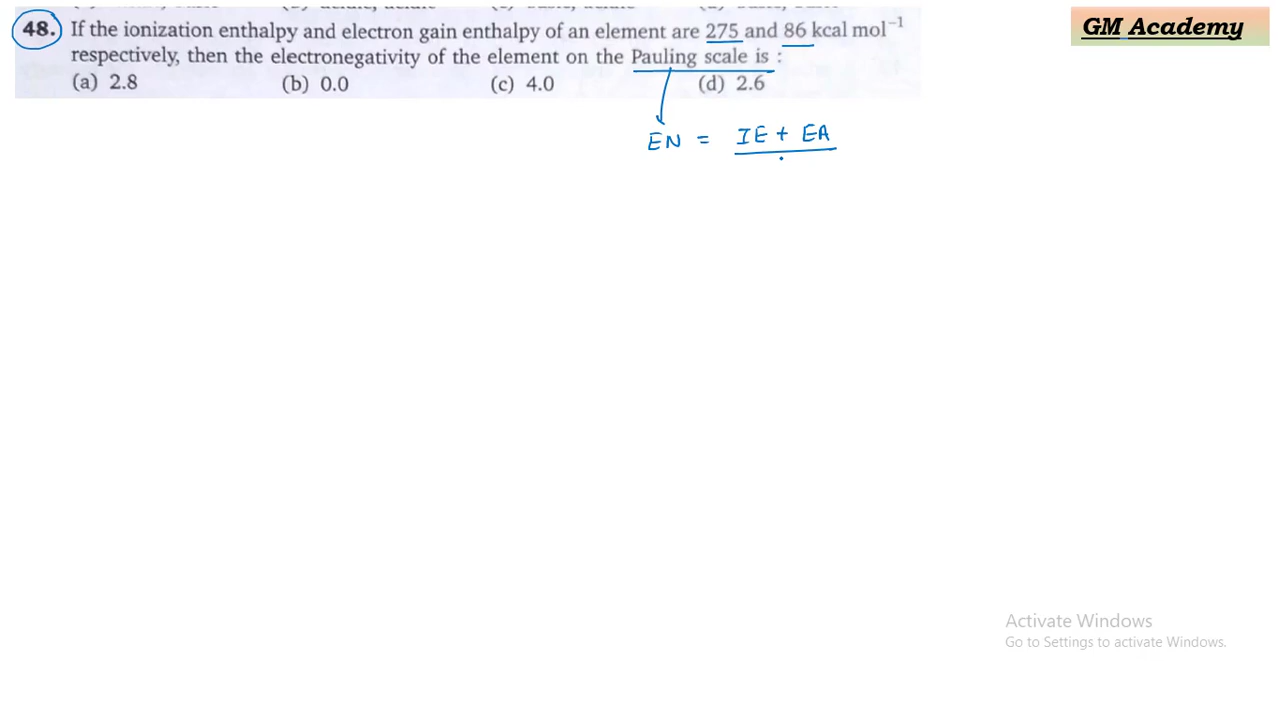 48. If the ionization enthalpy and electron gain enthalpy of an element are 275 and 86 kcal mol⁻¹
GM Academy
respectively, then the electronegativity of the element on the Pauling scale is :
(a) 2.8 (b) 0.0 (c) 4.0 (d) 2.6
EN = IE + EA
Activate Windows
Go to Settings to activate Windows.